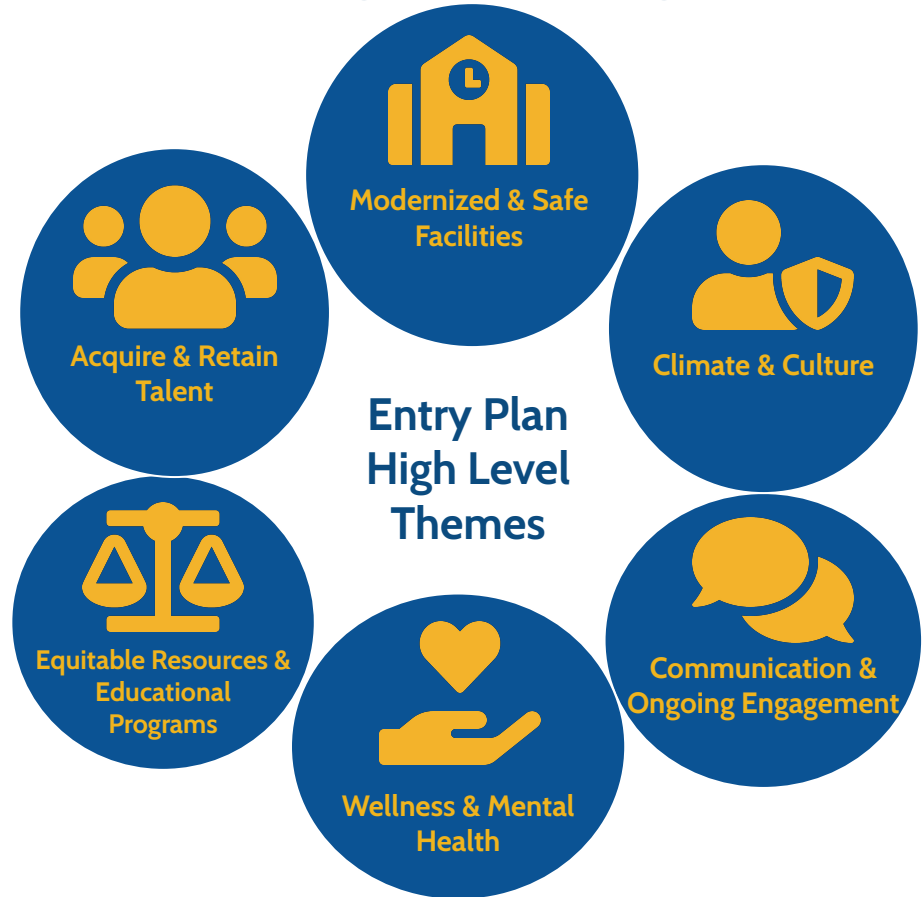 Modernized & Safe
Facilities
Acquire & Retain
Talent
Climate & Culture
Entry Plan
High Level
Themes
Equitable Resources &
Educational
Programs
Communication &
Ongoing Engagement
Wellness & Mental
Health